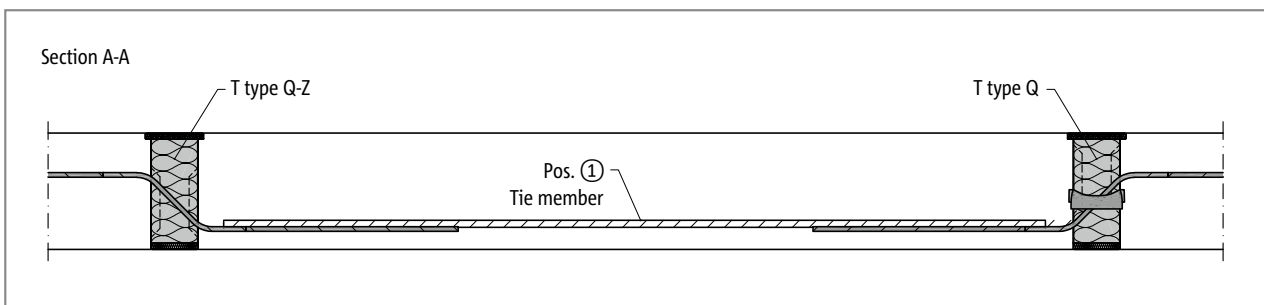 Section A-A
T type Q-Z
T type Q
Pos. ①
Tie member